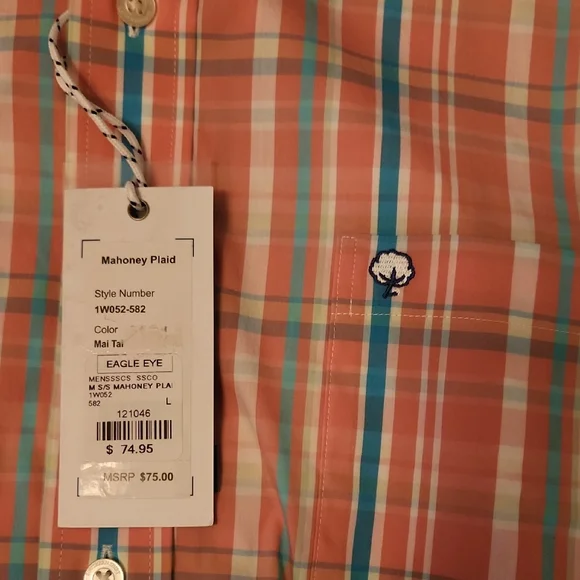 Mahoney Plaid
Style Number
1W052-582
Color
Mai Tai
EAGLE EYE
MENSSSCS SSCO
M S/S MAHONEY PLAI
1W052
582 L
121046
$ 74.95
MSRP $75.00